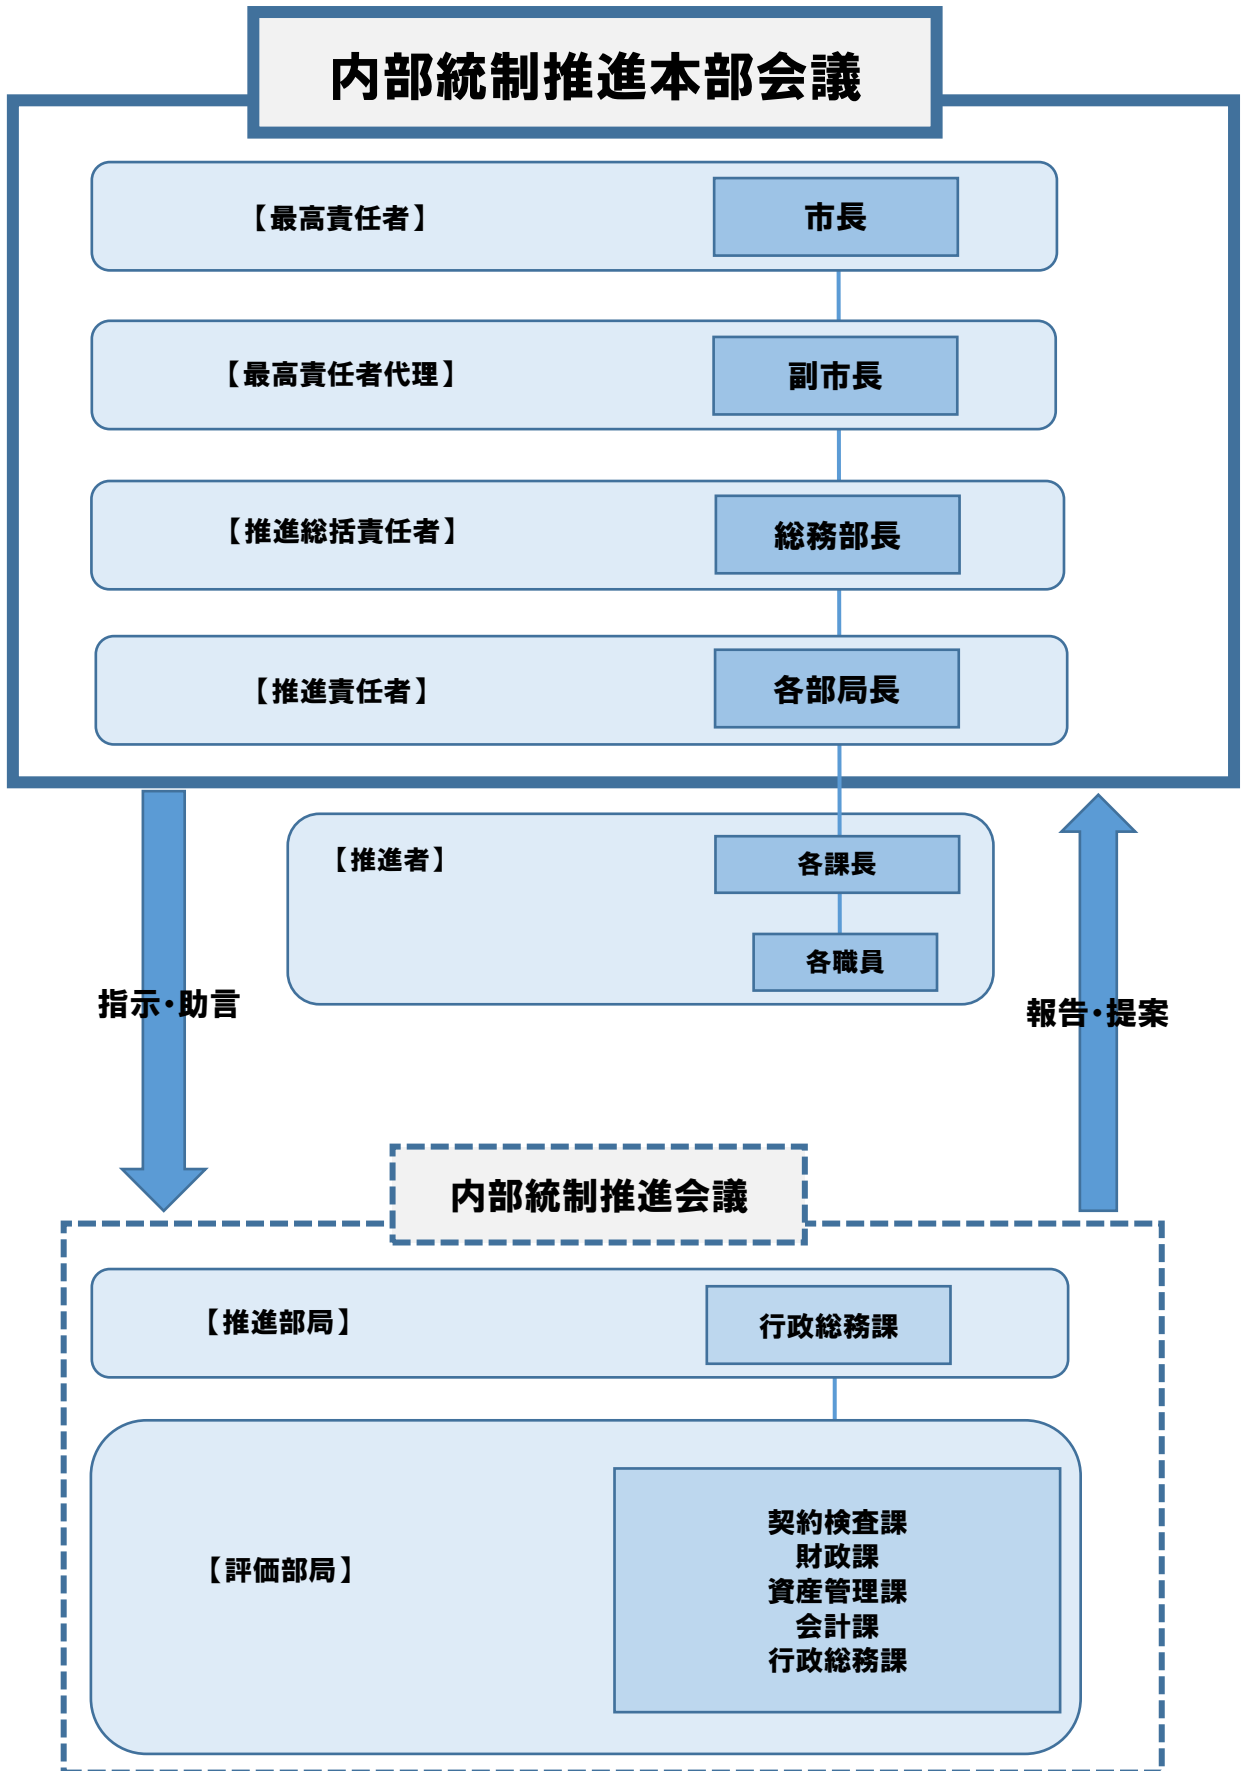 内部統制推進本部会議
【最高責任者】
市長
【最高責任者代理】
副市長
【推進総括責任者】
総務部長
【推進責任者】
各部局長
【推進者】
各課長
各職員
指示・助言
報告・提案
内部統制推進会議
【推進部局】
行政総務課
【評価部局】
契約検査課
財政課
資産管理課
会計課
行政総務課